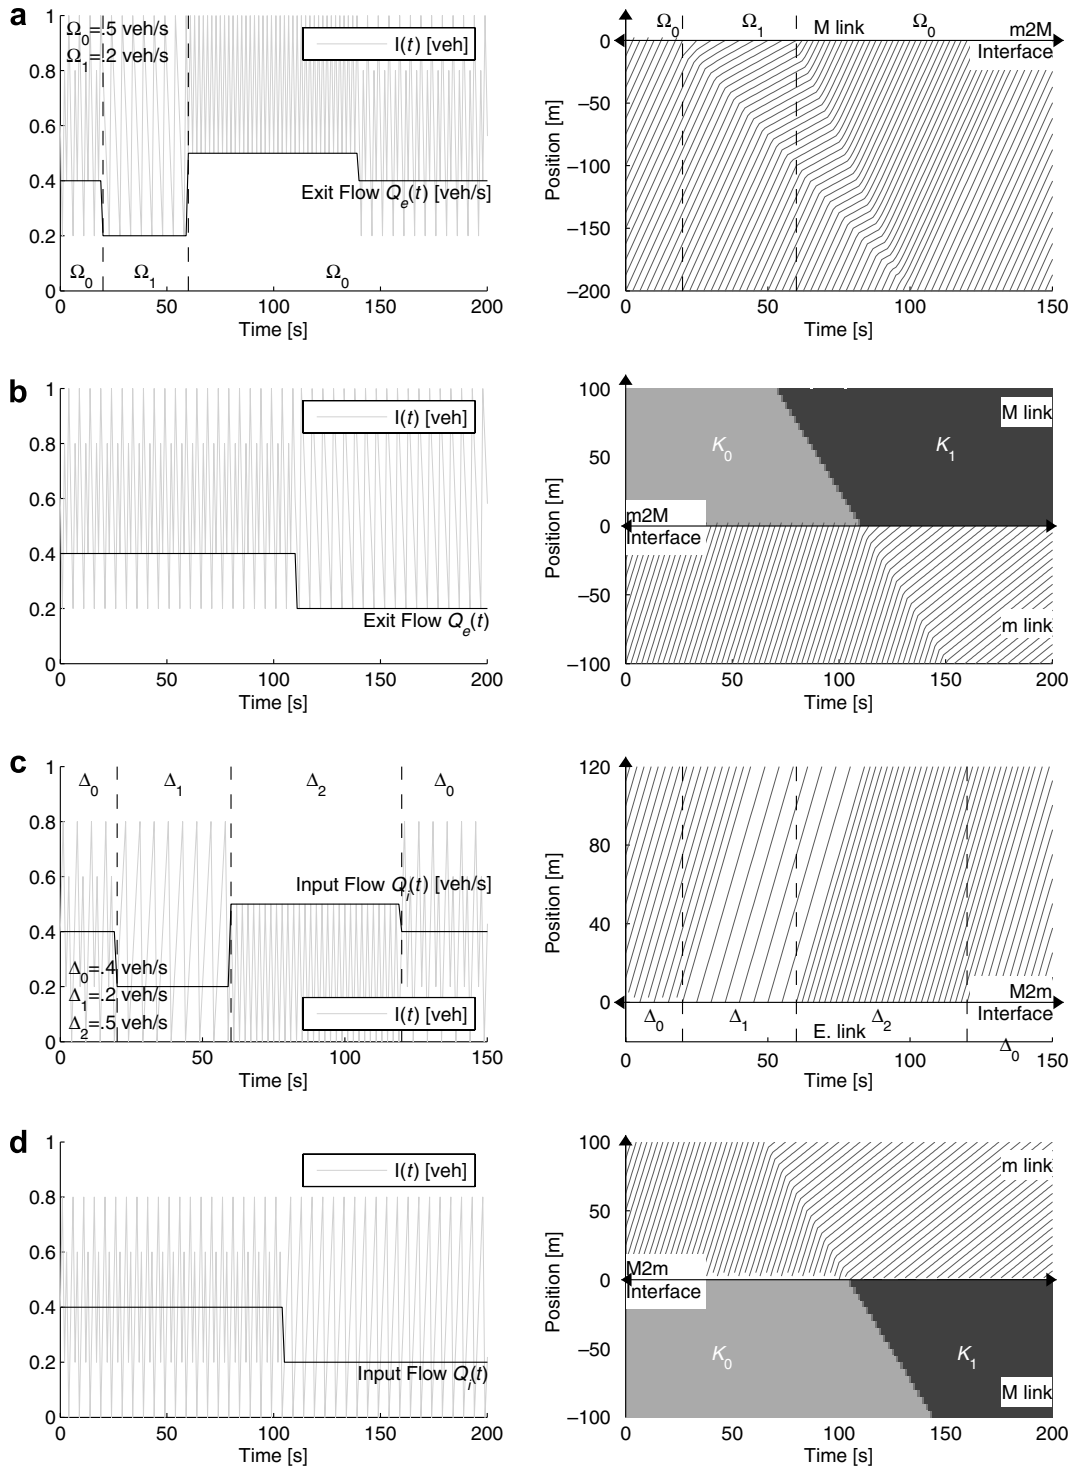 a
1
0.8
0.6
0.4
0.2
0
Ω0=.5 veh/s
Ω1=.2 veh/s
I(t) [veh]
Exit Flow Qe(t) [veh/s]
Ω0
Ω1
Ω0
0
50
100
150
200
Time [s]
Ω0
Ω1
M link
Ω0
m2M
Interface
0
−50
−100
−150
−200
Position [m]
0
50
100
150
Time [s]
b
1
0.8
0.6
0.4
0.2
0
I(t) [veh]
Exit Flow Qe(t)
0
50
100
150
200
Time [s]
100
50
0
−50
−100
Position [m]
M link
K0
K1
m2M
Interface
m link
0
50
100
150
200
Time [s]
c
1
0.8
0.6
0.4
0.2
0
Δ0
Δ1
Δ2
Δ0
Input Flow Qi(t) [veh/s]
Δ0=.4 veh/s
Δ1=.2 veh/s
Δ2=.5 veh/s
I(t) [veh]
0
50
100
150
Time [s]
120
80
40
0
Position [m]
M2m
Interface
Δ0
Δ1
E. link
Δ2
Δ0
0
50
100
150
Time [s]
d
1
0.8
0.6
0.4
0.2
0
I(t) [veh]
Input Flow Qi(t)
0
50
100
150
200
Time [s]
100
50
0
−50
−100
Position [m]
m link
M2m
Interface
K0
K1
M link
0
50
100
150
200
Time [s]